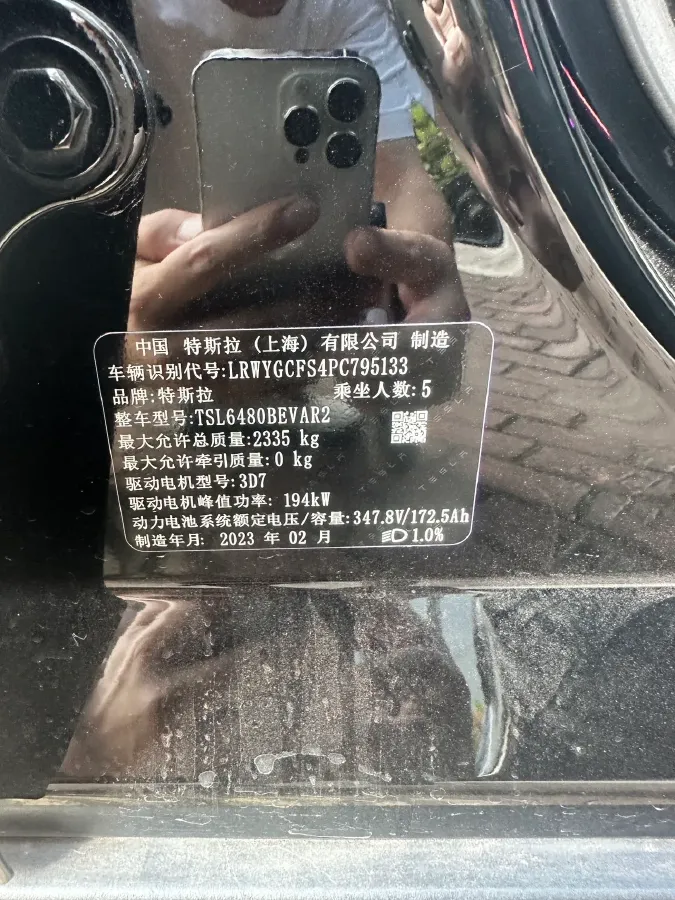 中国 特斯拉 (上海) 有限公司 制造
车辆识别代号:LRWYGCFS4PC795133
品牌:特斯拉 乘坐人数:5
整车型号:TSL6480BEVAR2
最大允许总质量:2335 kg
最大允许牵引质量:0 kg
驱动电机型号:3D7
驱动电机峰值功率: 194kW
动力电池系统额定电压/容量:347.8V/172.5Ah
制造年月: 2023 年 02 月 1.0%
TESLA